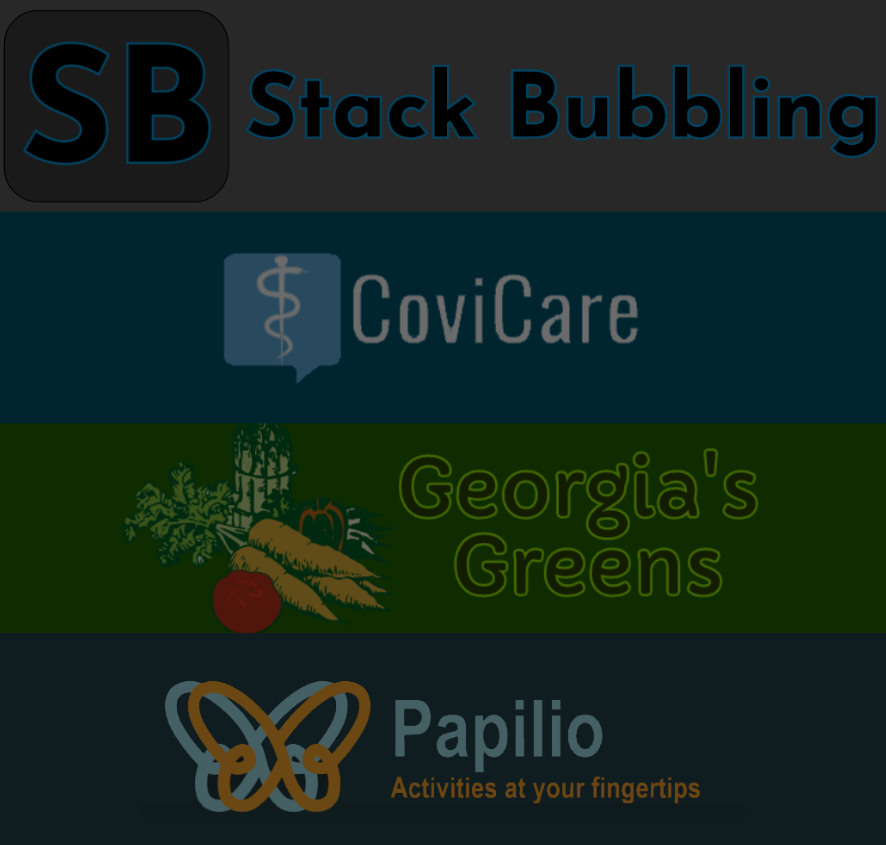 SB Stack Bubbling
CoviCare
Georgia's
Greens
Papilio
Activities at your fingertips